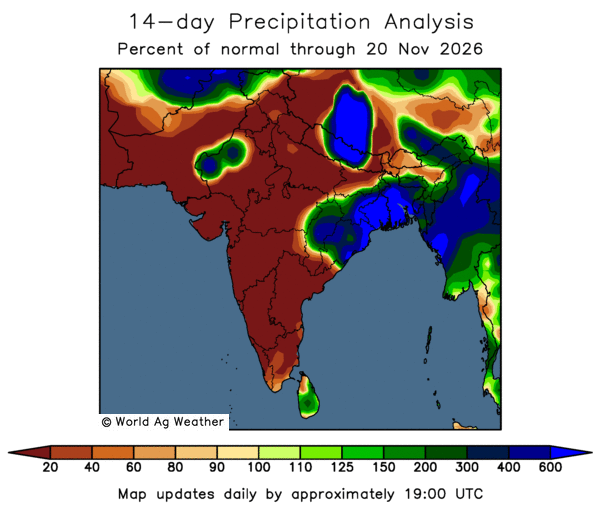 14-day Precipitation Analysis
Percent of normal through 20 Nov 2026
© World Ag Weather
20 40 60 80 90 100 110 125 150 200 300 400 600
Map updates daily by approximately 19:00 UTC